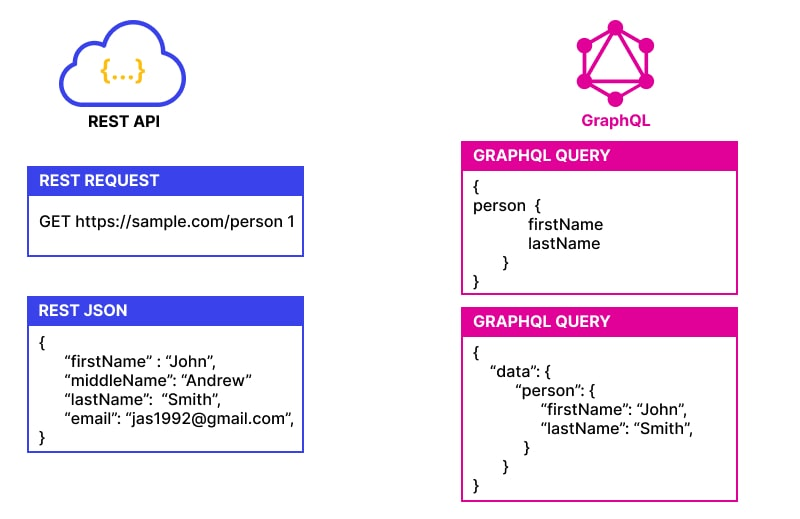 {...}
REST API
REST REQUEST
GET https://sample.com/person 1
REST JSON
{
“firstName” : “John”,
“middleName”: “Andrew”
“lastName”:  “Smith”,
“email”: “jas1992@gmail.com”,
}
GraphQL
GRAPHQL QUERY
{
person  {
firstName
lastName
}
}
GRAPHQL QUERY
{
“data”: {
“person”: {
“firstName”: “John”,
“lastName”: “Smith”,
}
}
}